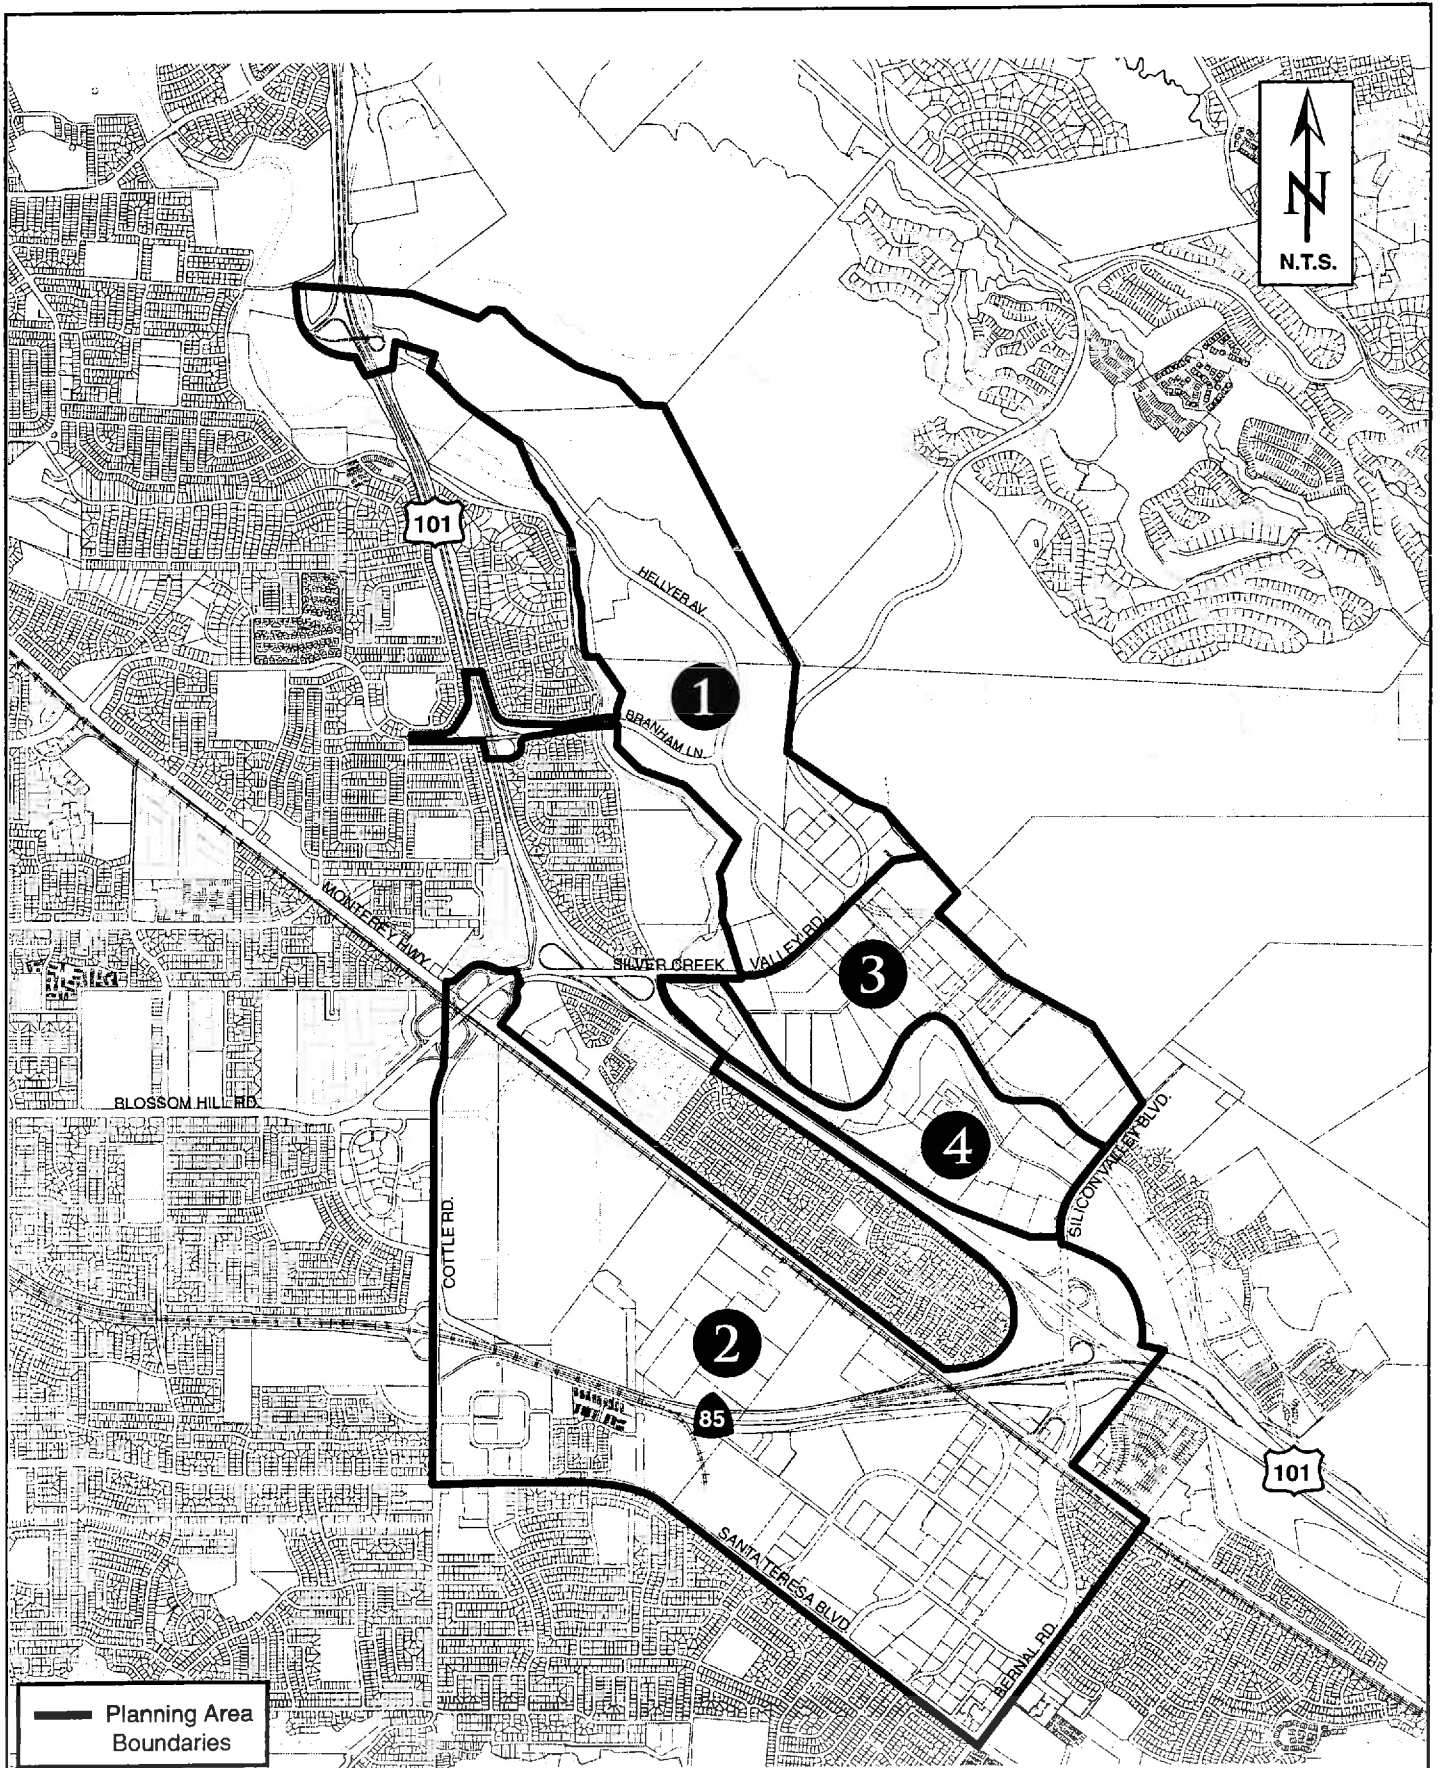 N
N.T.S.
101
HELLYER AV.
1
BRANHAM LN.
MONTEREY HWY.
SILVER CREEK VALLEY RD.
3
BLOSSOM HILL RD.
4
SILICON VALLEY BLVD.
COTTLE RD.
2
85
101
SANTA TERESA BLVD.
BERNAL RD.
Planning Area
Boundaries